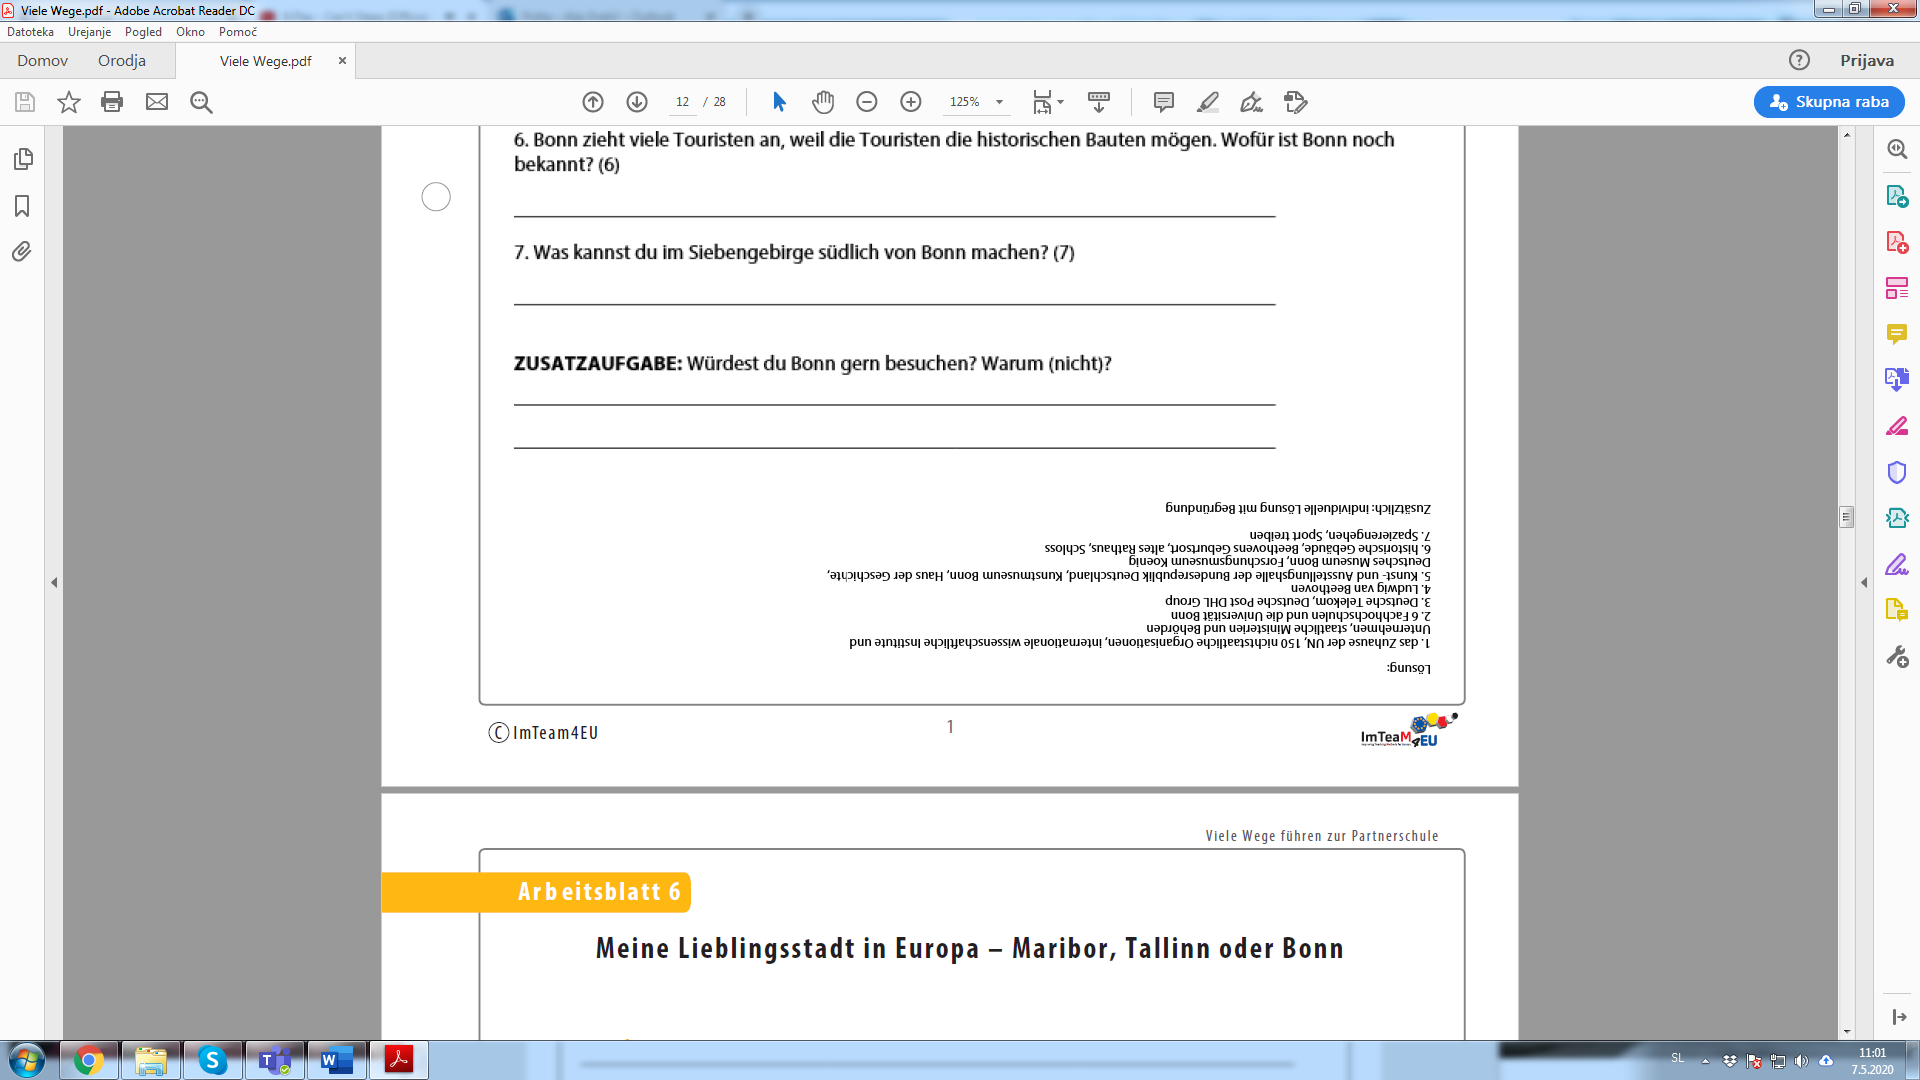 Viele Wege.pdf - Adobe Acrobat Reader DC
Datoteka Urejanje Pogled Okno Pomoč
Domov Orodja Viele Wege.pdf Prijava
12 / 28 125% Skupna raba
6. Bonn zieht viele Touristen an, weil die Touristen die historischen Bauten mögen. Wofür ist Bonn noch
bekannt? (6)
7. Was kannst du im Siebengebirge südlich von Bonn machen? (7)
ZUSATZAUFGABE: Würdest du Bonn gern besuchen? Warum (nicht)?
Lösung:
1. das Zuhause der UN, 150 nichtstaatliche Organisationen, internationale wissenschaftliche Institute und
Unternehmen, staatliche Ministerien und Behörden
2. 6 Fachhochschulen und die Universität Bonn
3. Deutsche Telekom, Deutsche Post DHL Group
4. Ludwig van Beethoven
5. Kunst- und Ausstellungshalle der Bundesrepublik Deutschland, Kunstmuseum Bonn, Haus der Geschichte,
Deutsches Museum Bonn, Forschungsmuseum Koenig
6. historische Gebäude, Beethovens Geburtsort, altes Rathaus, Schloss
7. Spazierengehen, Sport treiben
Zusätzlich: individuelle Lösung mit Begründung
© ImTeam4EU 1 ImTeaM4EU
Viele Wege führen zur Partnerschule
Arbeitsblatt 6
Meine Lieblingsstadt in Europa – Maribor, Tallinn oder Bonn
SL 11:01
7.5.2020